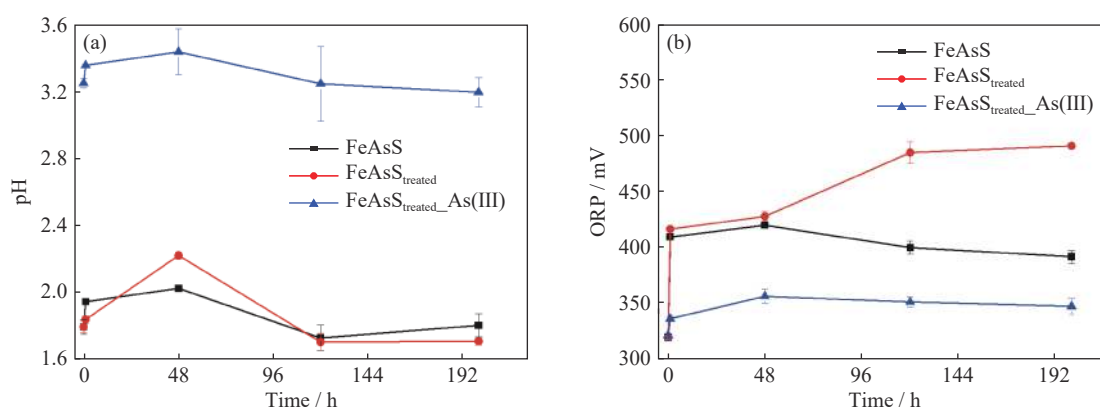 (a)
3.6
3.2
2.8
2.4
2.0
1.6
pH
FeAsS
FeAsStreated
FeAsStreated_As(III)
0 48 96 144 192
Time / h
(b)
600
550
500
450
400
350
300
ORP / mV
FeAsS
FeAsStreated
FeAsStreated_As(III)
0 48 96 144 192
Time / h